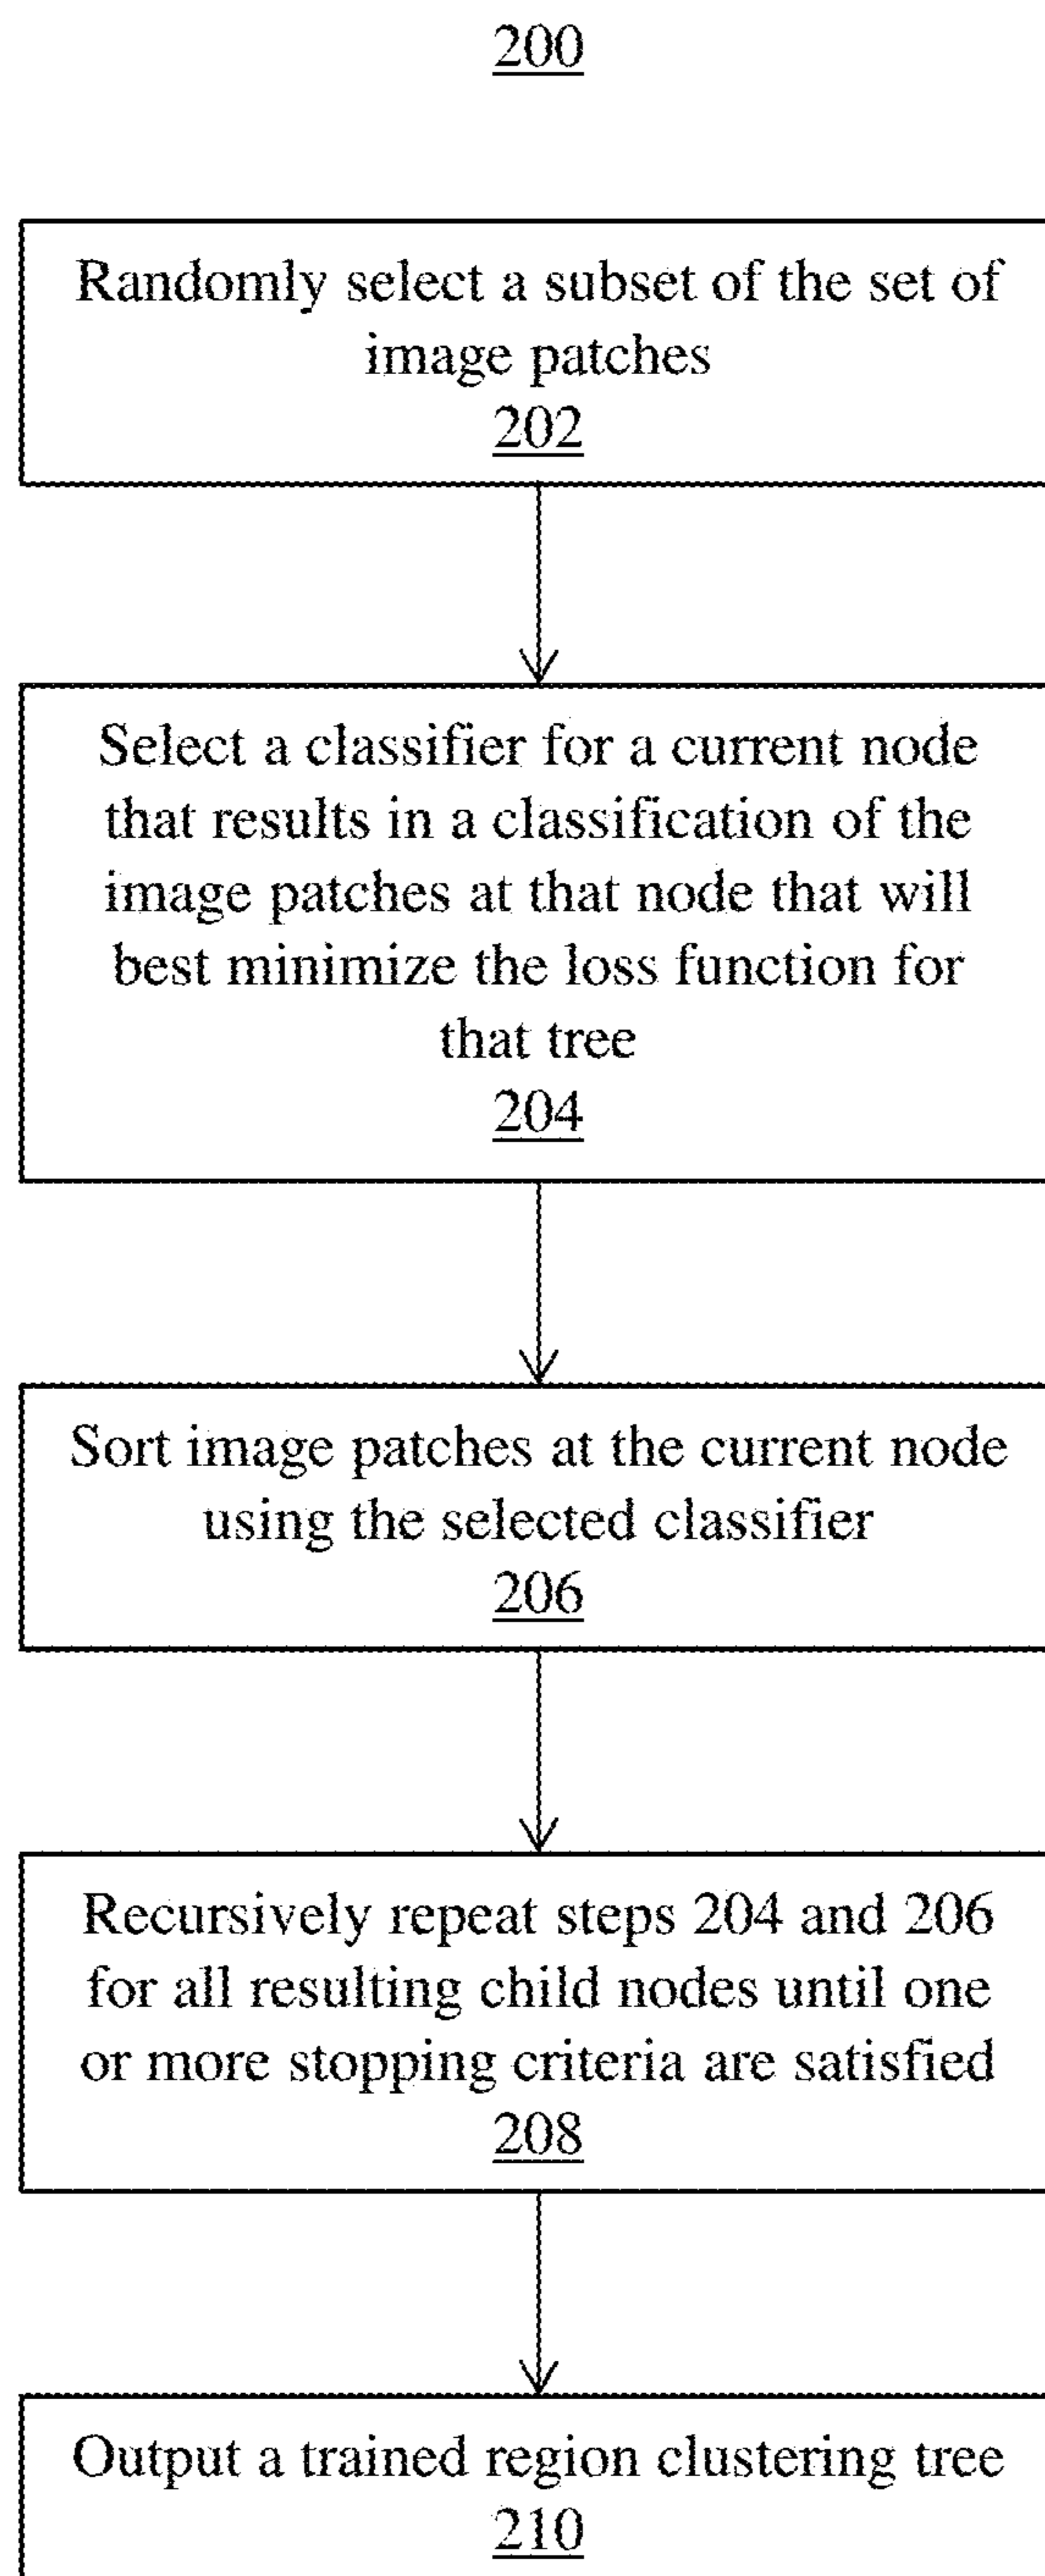 200
Randomly select a subset of the set of
image patches
202
Select a classifier for a current node
that results in a classification of the
image patches at that node that will
best minimize the loss function for
that tree
204
Sort image patches at the current node
using the selected classifier
206
Recursively repeat steps 204 and 206
for all resulting child nodes until one
or more stopping criteria are satisfied
208
Output a trained region clustering tree
210